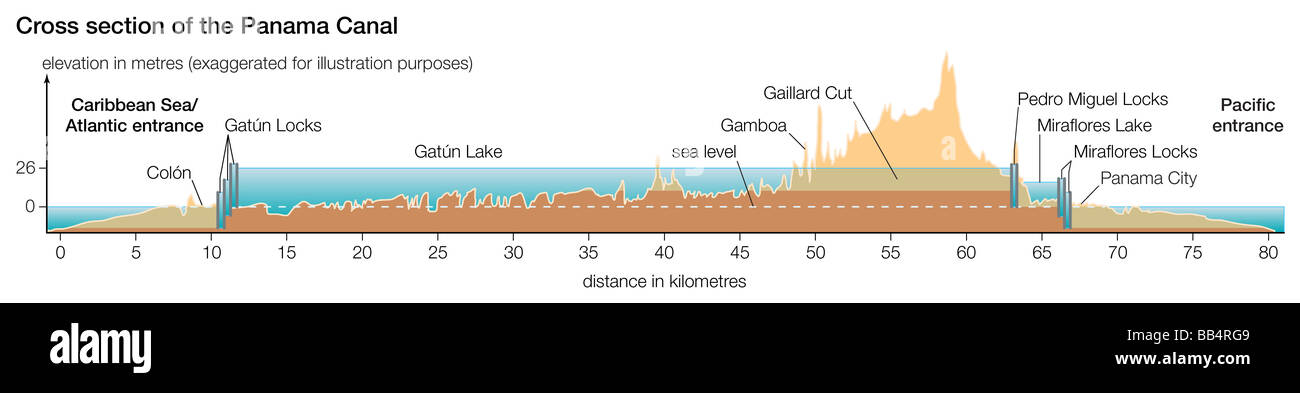 Cross section of the Panama Canal
elevation in metres (exaggerated for illustration purposes)
Caribbean Sea/
Atlantic entrance
Gatún Locks
Colón
Gatún Lake
sea level
Gamboa
Gaillard Cut
Pedro Miguel Locks
Miraflores Lake
Miraflores Locks
Panama City
Pacific
entrance
26
0
0 5 10 15 20 25 30 35 40 45 50 55 60 65 70 75 80
distance in kilometres
a
a
alamy
Image ID: BB4RG9
www.alamy.com